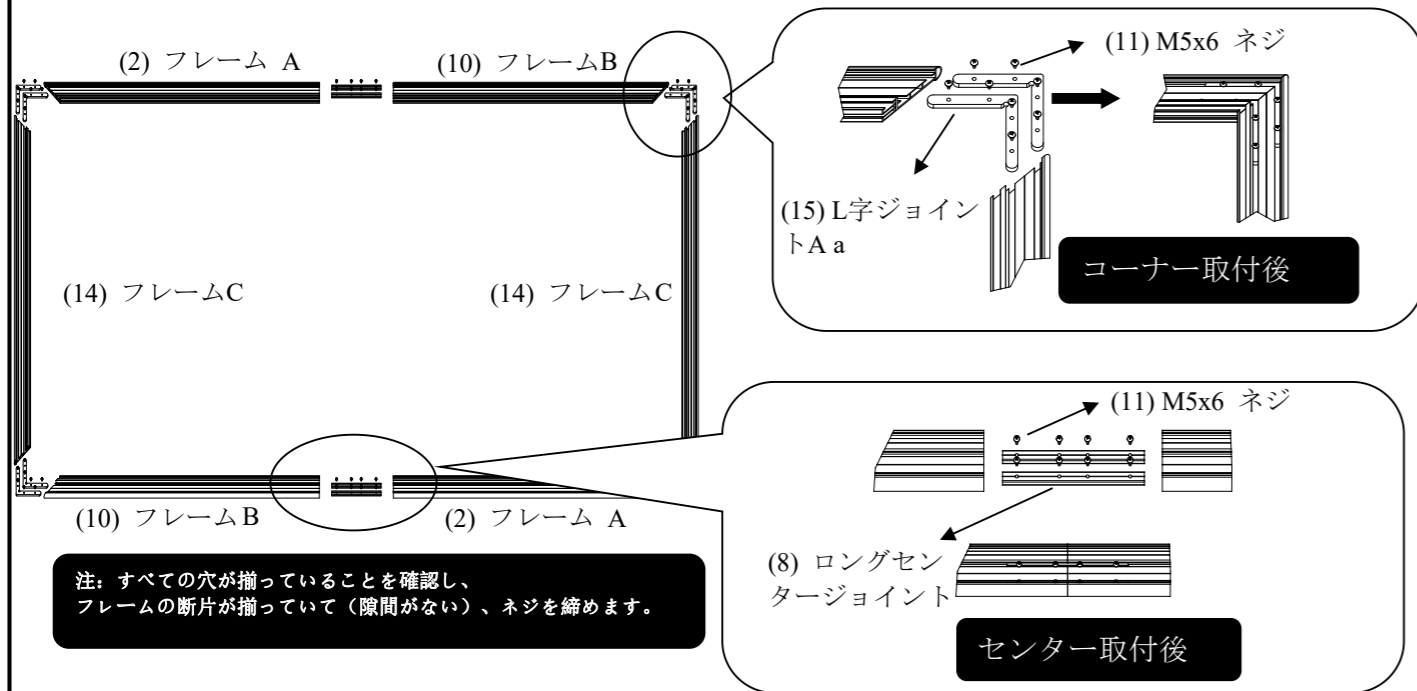 (2) フレーム A
(10) フレームB
(14) フレームC
(14) フレームC
(10) フレームB
(2) フレーム A
注：すべての穴が揃っていることを確認し、
フレームの断片が揃っていて（隙間がない）、ネジを締めます。
(11) M5x6 ネジ
(15) L字ジョイン
トA a
コーナー取付後
(11) M5x6 ネジ
(8) ロングセン
タージョイント
センター取付後